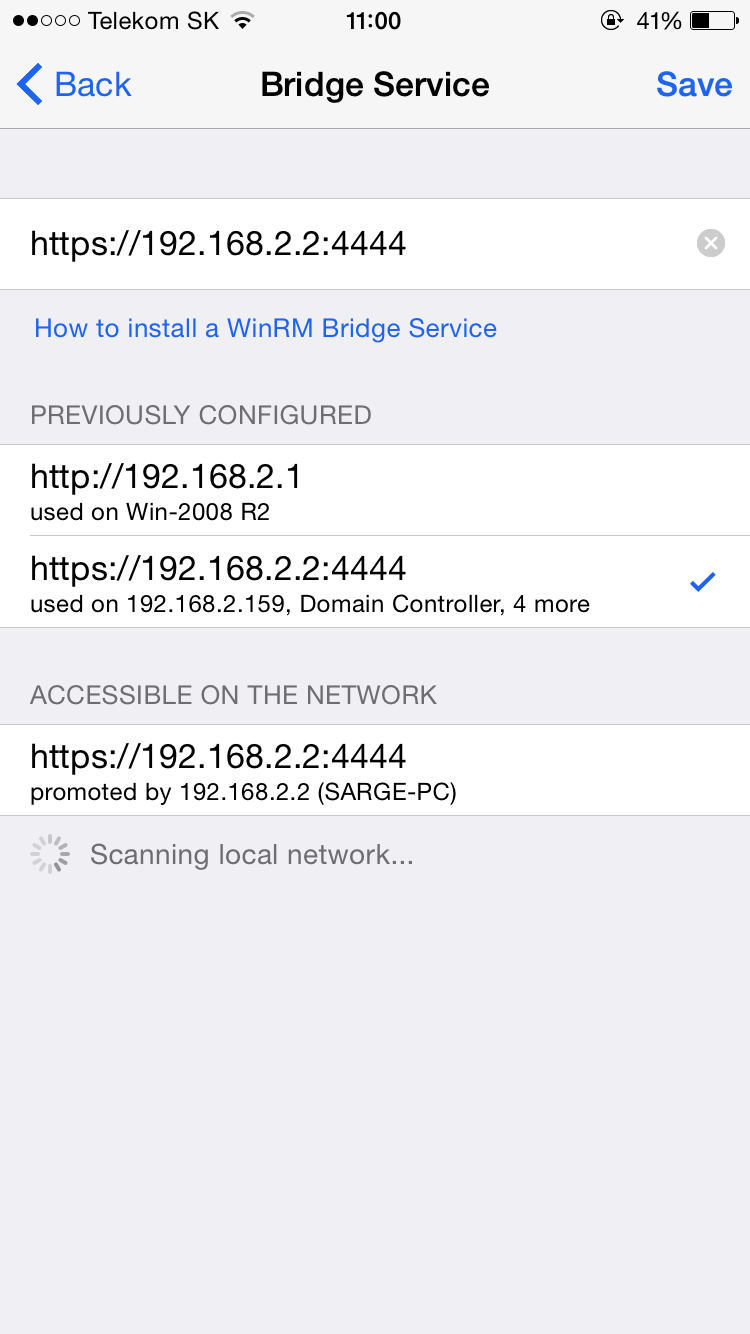 Telekom SK 11:00 41%
Back Bridge Service Save
https://192.168.2.2:4444
How to install a WinRM Bridge Service
PREVIOUSLY CONFIGURED
http://192.168.2.1
used on Win-2008 R2
https://192.168.2.2:4444
used on 192.168.2.159, Domain Controller, 4 more
ACCESSIBLE ON THE NETWORK
https://192.168.2.2:4444
promoted by 192.168.2.2 (SARGE-PC)
Scanning local network...